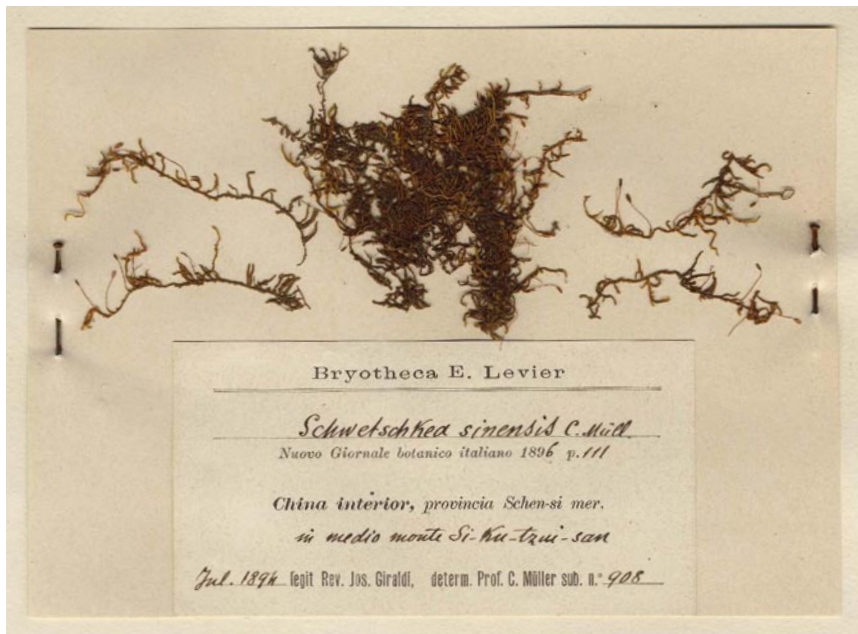 Bryotheca E. Levier
Schwetschkea sinensis C. Müll.
Nuovo Giornale botanico italiano 1896 p. 111
China interior, provincia Schen-si mer.
in medio monte Si-Ku-tzui-san
Jul. 1894 legit Rev. Jos. Giraldi, determ. Prof. C. Müller sub. n.° 908